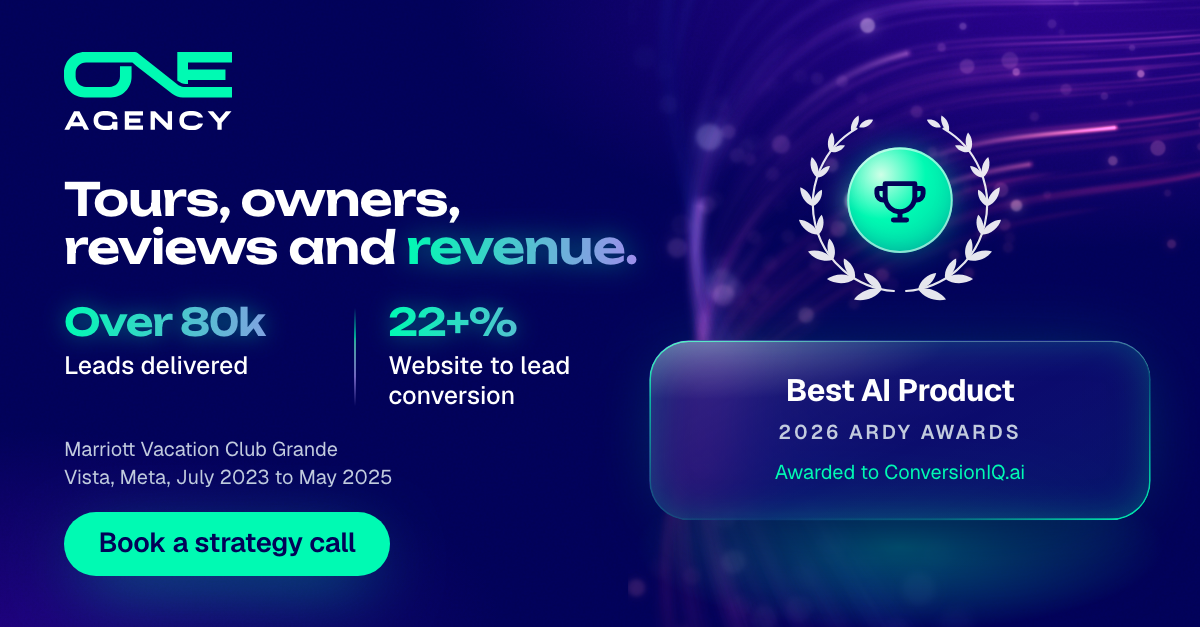 ONE
AGENCY
Tours, owners,
reviews and revenue.
Over 80k
Leads delivered
22+%
Website to lead
conversion
Marriott Vacation Club Grande
Vista, Meta, July 2023 to May 2025
Book a strategy call
Best AI Product
2026 ARDY AWARDS
Awarded to ConversionIQ.ai